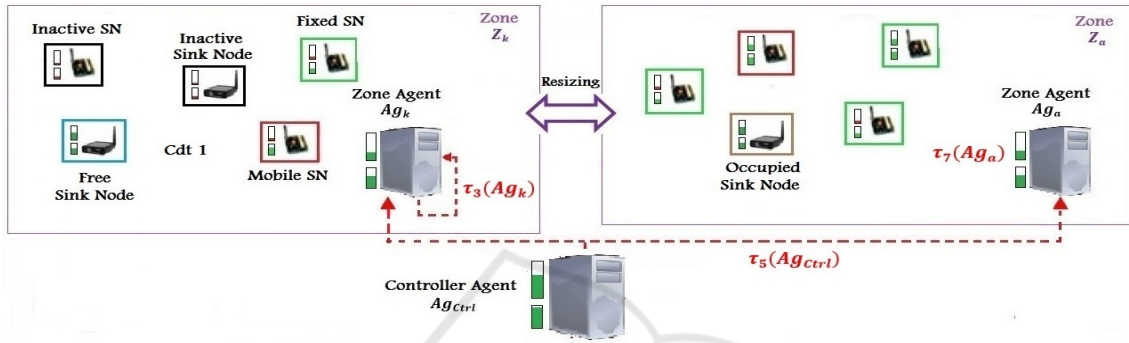 Inactive SN
Inactive
Sink Node
Fixed SN
Zone
Z_k
Zone Agent
Ag_k
Free
Sink Node
Cdt 1
Mobile SN
τ_3(Ag_k)
Resizing
Zone
Z_a
Occupied
Sink Node
Zone Agent
Ag_a
τ_7(Ag_a)
τ_5(Ag_Ctrl)
Controller Agent
Ag_Ctrl